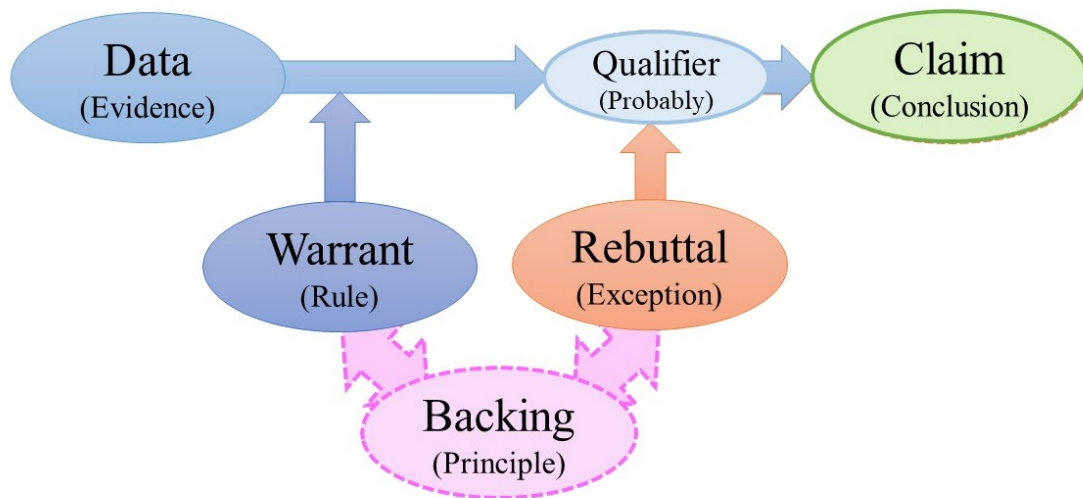 Data
(Evidence)
Qualifier
(Probably)
Claim
(Conclusion)
Warrant
(Rule)
Rebuttal
(Exception)
Backing
(Principle)